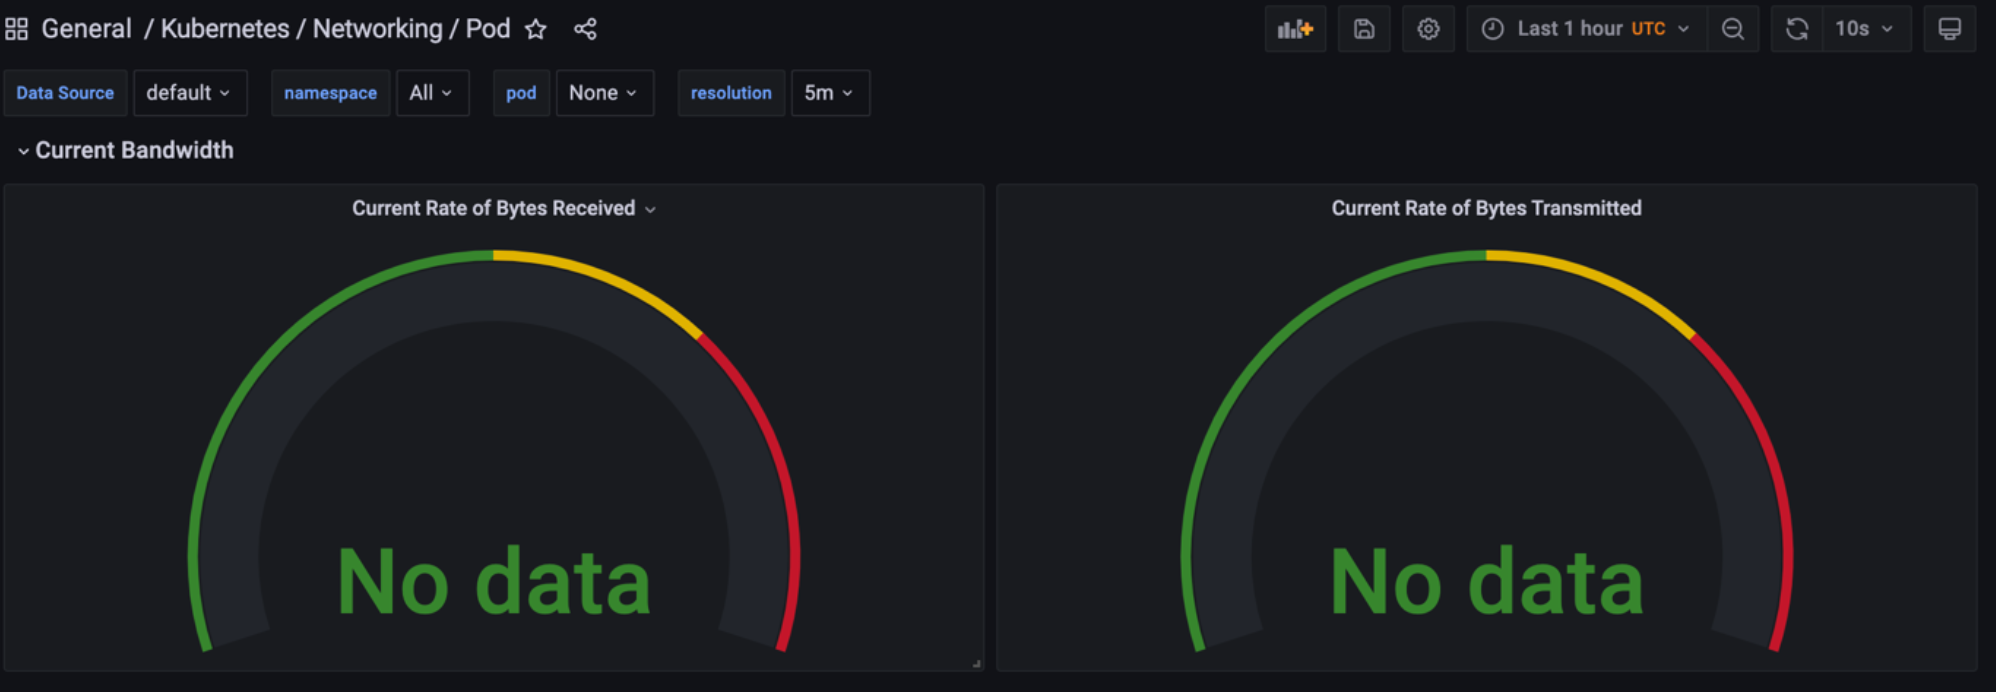 General / Kubernetes / Networking / Pod
Last 1 hour UTC
10s
Data Source default namespace All pod None resolution 5m
Current Bandwidth
Current Rate of Bytes Received
No data
Current Rate of Bytes Transmitted
No data